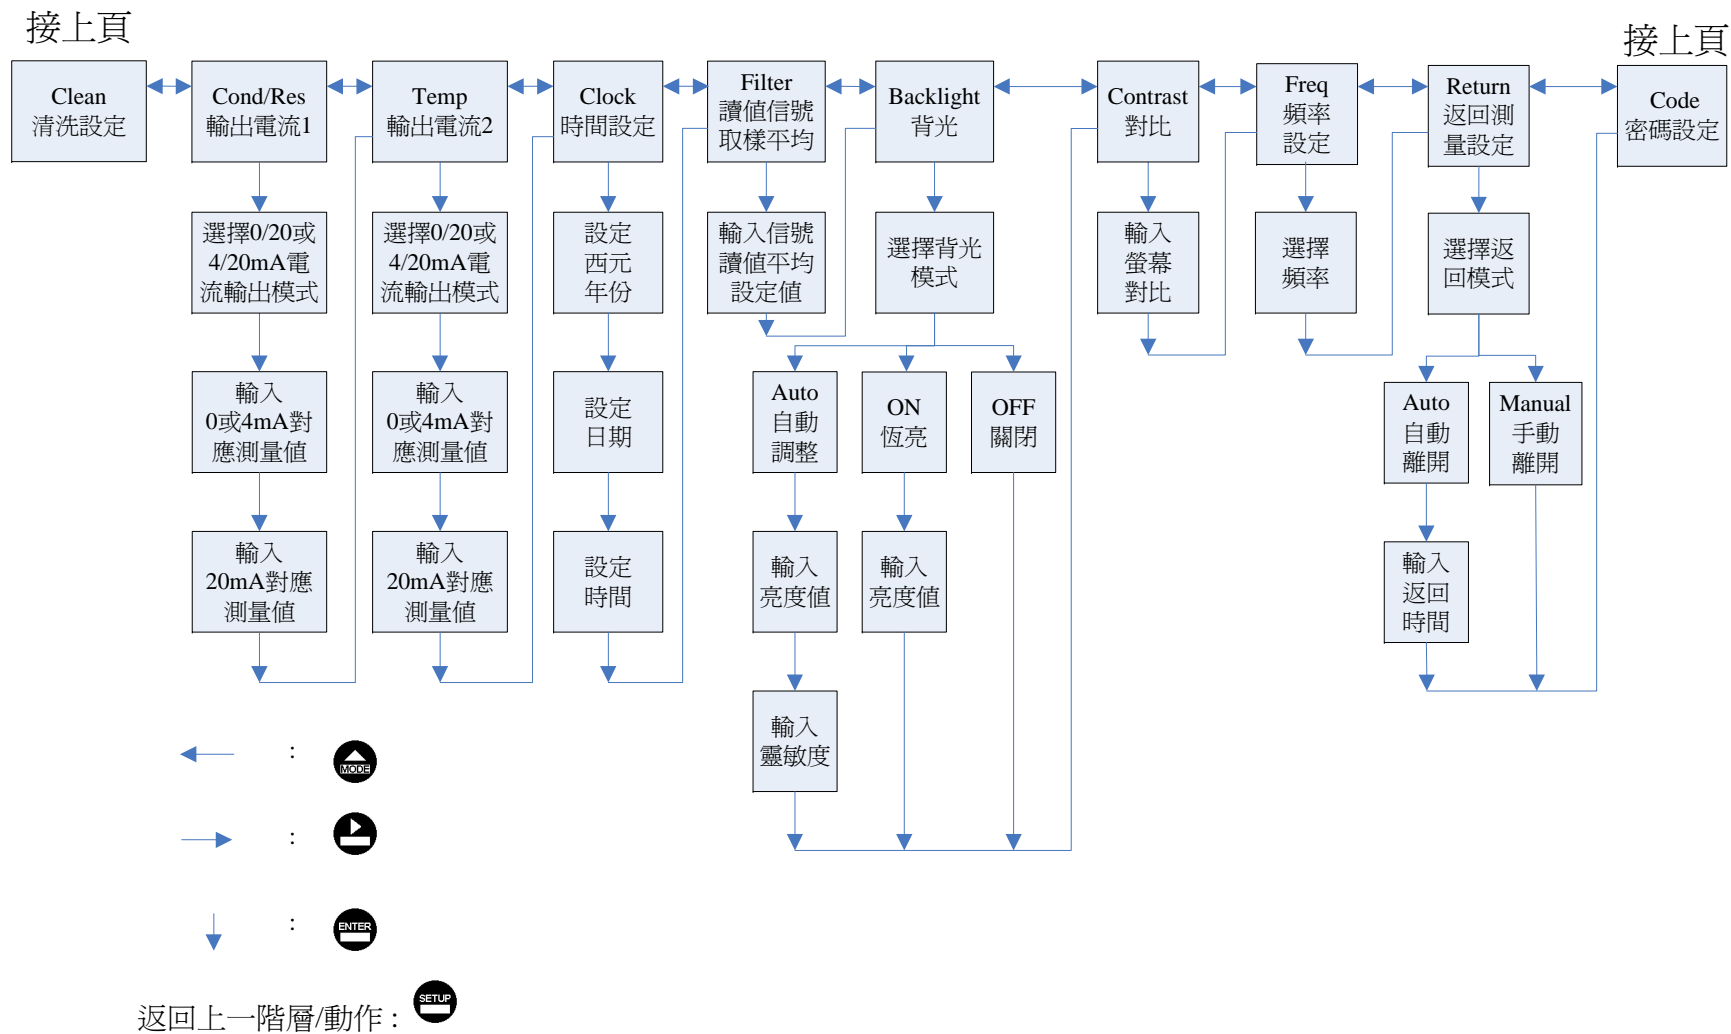 接上頁
接上頁
Clean
清洗設定
Cond/Res
輸出電流1
Temp
輸出電流2
Clock
時間設定
Filter
讀值信號
取樣平均
Backlight
背光
Contrast
對比
Freq
頻率
設定
Return
返回測
量設定
Code
密碼設定
選擇0/20或
4/20mA電
流輸出模式
選擇0/20或
4/20mA電
流輸出模式
設定
西元
年份
輸入信號
讀值平均
設定值
選擇背光
模式
輸入
螢幕
對比
選擇
頻率
選擇返
回模式
輸入
0或4mA對
應測量值
輸入
0或4mA對
應測量值
設定
日期
Auto
自動
調整
ON
恆亮
OFF
關閉
Auto
自動
離開
Manual
手動
離開
輸入
20mA對應
測量值
輸入
20mA對應
測量值
設定
時間
輸入
亮度值
輸入
亮度值
輸入
返回
時間
輸入
靈敏度
: MODE
:
: ENTER
返回上一階層/動作 : SETUP